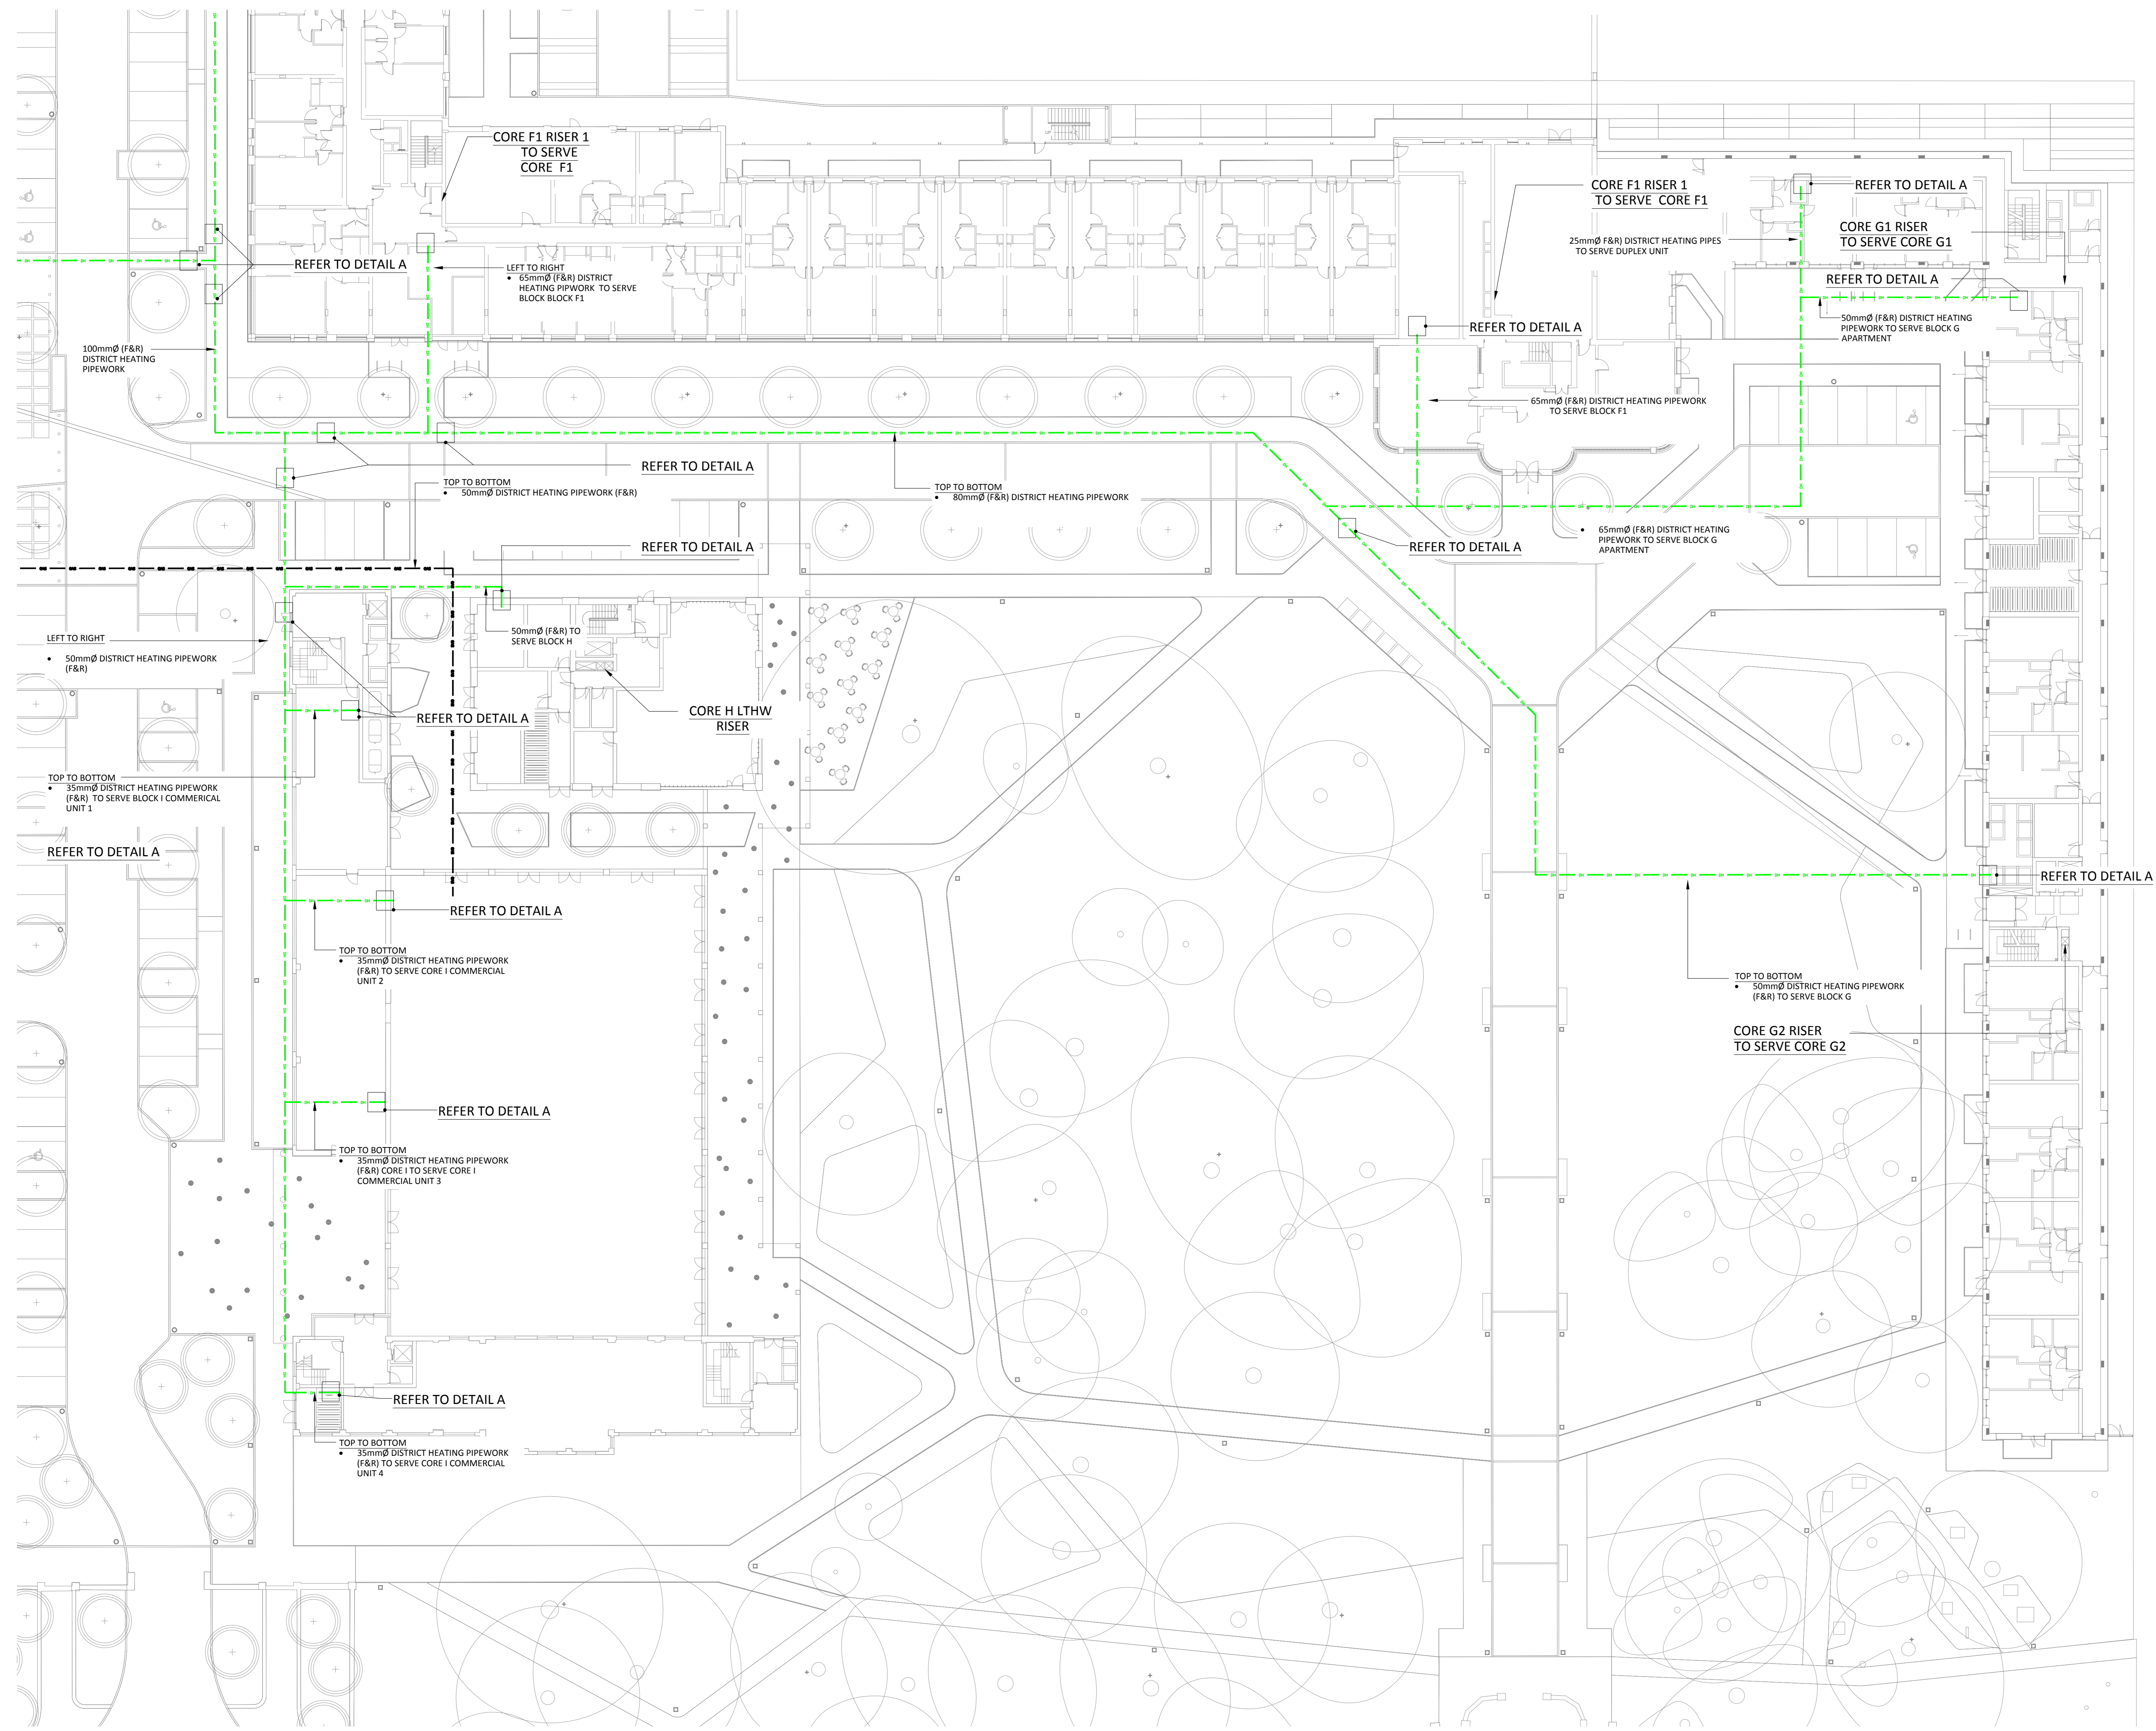 CORE F1 RISER 1
TO SERVE
CORE F1
CORE F1 RISER 1
TO SERVE CORE F1
REFER TO DETAIL A
CORE G1 RISER
TO SERVE CORE G1
25mmØ F&R) DISTRICT HEATING PIPES
TO SERVE DUPLEX UNIT
REFER TO DETAIL A
LEFT TO RIGHT
• 65mmØ (F&R) DISTRICT
HEATING PIPWORK TO SERVE
BLOCK BLOCK F1
REFER TO DETAIL A
50mmØ (F&R) DISTRICT HEATING
PIPEWORK TO SERVE BLOCK G
APARTMENT
REFER TO DETAIL A
100mmØ (F&R)
DISTRICT HEATING
PIPEWORK
65mmØ (F&R) DISTRICT HEATING PIPEWORK
TO SERVE BLOCK F1
REFER TO DETAIL A
TOP TO BOTTOM
• 50mmØ DISTRICT HEATING PIPEWORK (F&R)
TOP TO BOTTOM
• 80mmØ (F&R) DISTRICT HEATING PIPEWORK
• 65mmØ (F&R) DISTRICT HEATING
PIPEWORK TO SERVE BLOCK G
APARTMENT
REFER TO DETAIL A
REFER TO DETAIL A
LEFT TO RIGHT
• 50mmØ DISTRICT HEATING PIPEWORK
(F&R)
50mmØ (F&R) TO
SERVE BLOCK H
REFER TO DETAIL A
CORE H LTHW
RISER
TOP TO BOTTOM
• 35mmØ DISTRICT HEATING PIPEWORK
(F&R) TO SERVE BLOCK I COMMERICAL
UNIT 1
REFER TO DETAIL A
REFER TO DETAIL A
REFER TO DETAIL A
TOP TO BOTTOM
• 35mmØ DISTRICT HEATING PIPEWORK
(F&R) TO SERVE CORE I COMMERCIAL
UNIT 2
TOP TO BOTTOM
• 50mmØ DISTRICT HEATING PIPEWORK
(F&R) TO SERVE BLOCK G
CORE G2 RISER
TO SERVE CORE G2
REFER TO DETAIL A
TOP TO BOTTOM
• 35mmØ DISTRICT HEATING PIPEWORK
(F&R) CORE I TO SERVE CORE I
COMMERCIAL UNIT 3
REFER TO DETAIL A
TOP TO BOTTOM
• 35mmØ DISTRICT HEATING PIPEWORK
(F&R) TO SERVE CORE I COMMERCIAL
UNIT 4